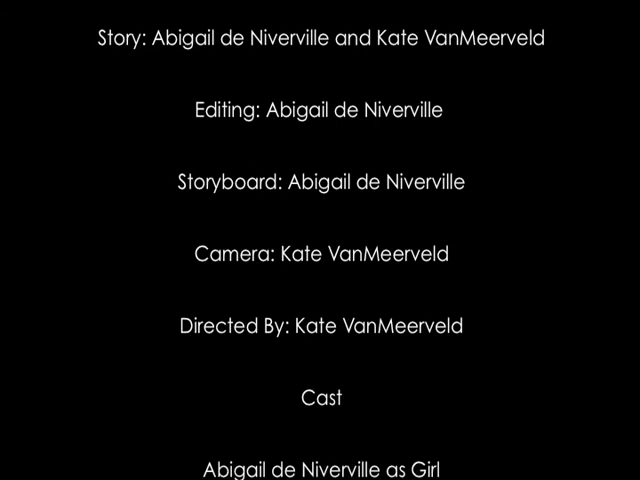 Story: Abigail de Niverville and Kate VanMeerveld
Editing: Abigail de Niverville
Storyboard: Abigail de Niverville
Camera: Kate VanMeerveld
Directed By: Kate VanMeerveld
Cast
Abigail de Niverville as Girl